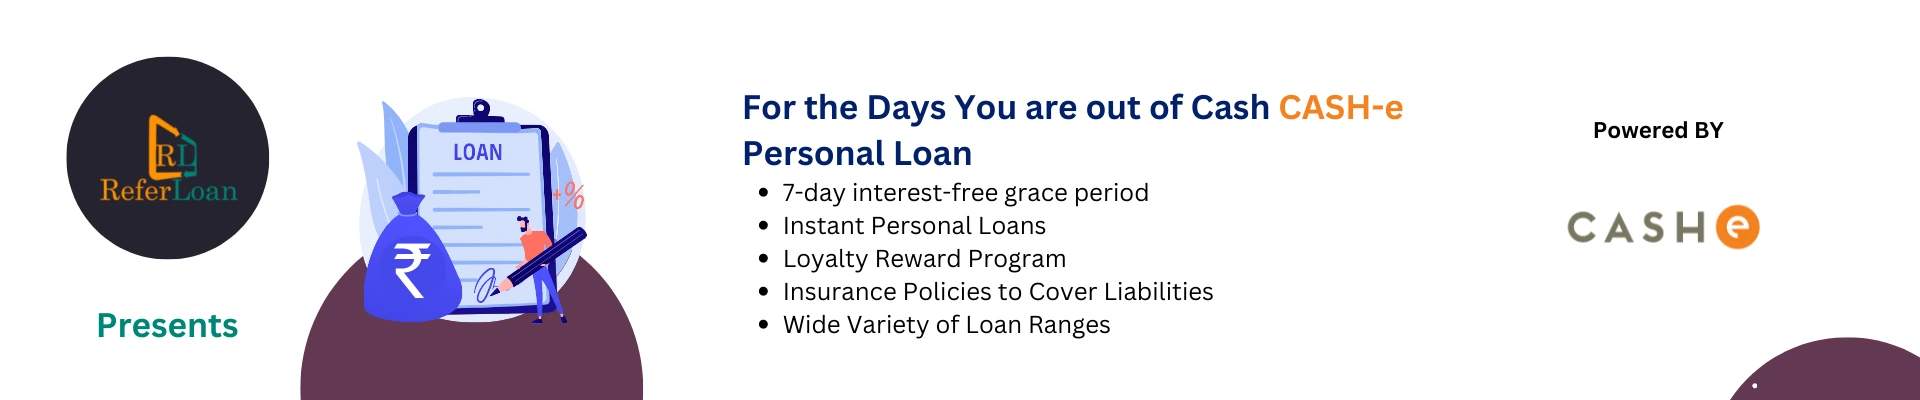 RL
ReferLoan
Presents
LOAN
+%
₹
For the Days You are out of Cash CASH-e
Personal Loan
• 7-day interest-free grace period
• Instant Personal Loans
• Loyalty Reward Program
• Insurance Policies to Cover Liabilities
• Wide Variety of Loan Ranges
Powered BY
CASHe